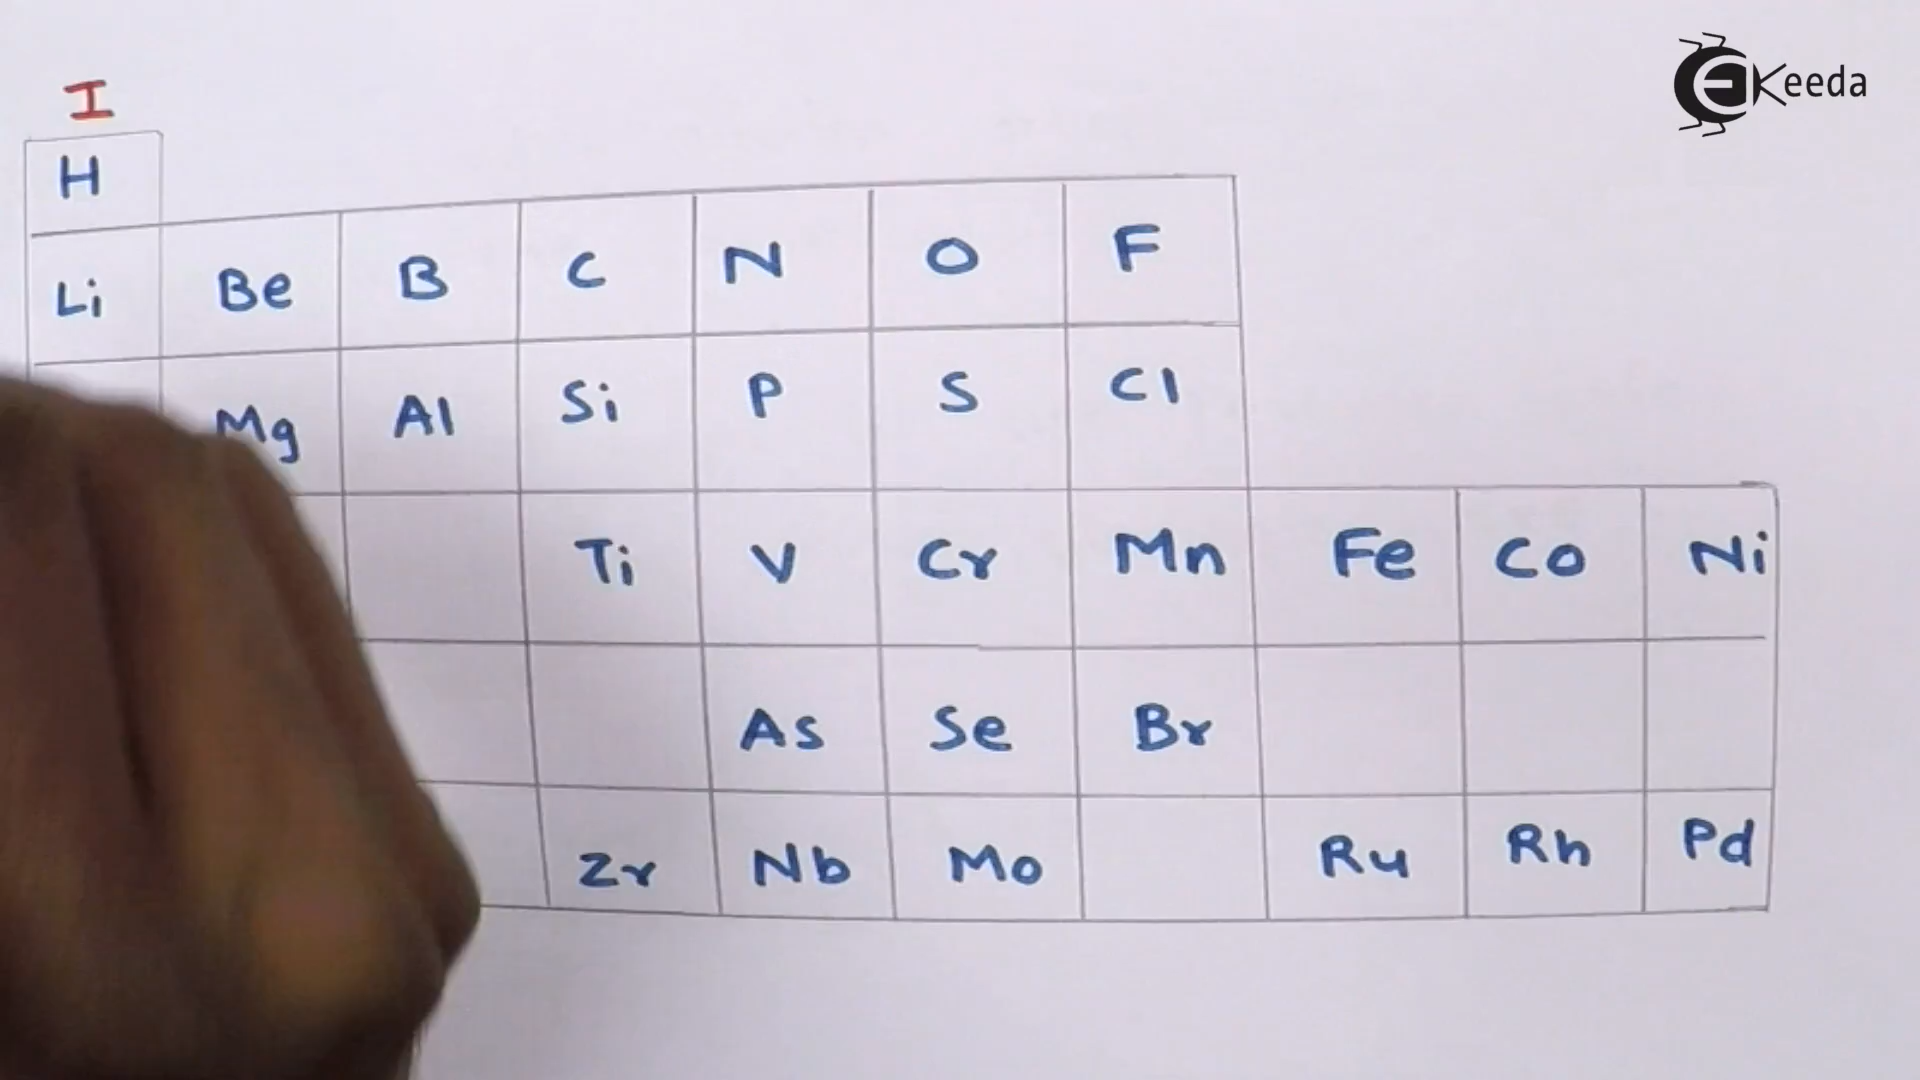 EKeeda
I
H
Li Be B C N O F
Mg Al Si P S Cl
Ti V Cr Mn Fe Co Ni
As Se Br
Zr Nb Mo Ru Rh Pd